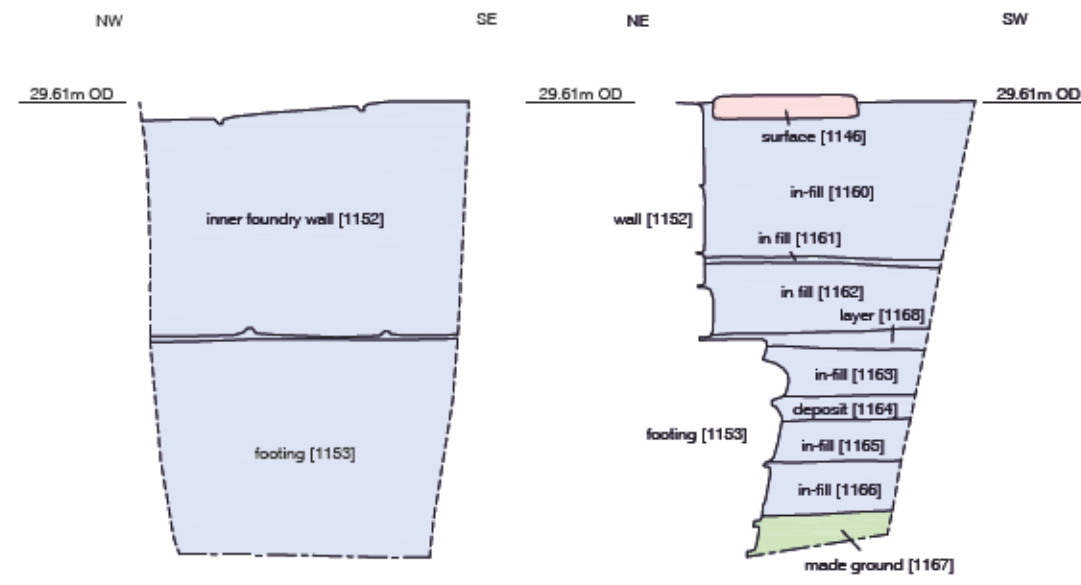 NW
SE
NE
SW
29.61m OD
29.61m OD
29.61m OD
surface [1146]
in-fill [1160]
inner foundry wall [1152]
wall [1152]
in fill [1161]
in fill [1162]
layer [1168]
in-fill [1163]
deposit [1164]
footing [1153]
in-fill [1165]
footing [1153]
in-fill [1166]
made ground [1167]